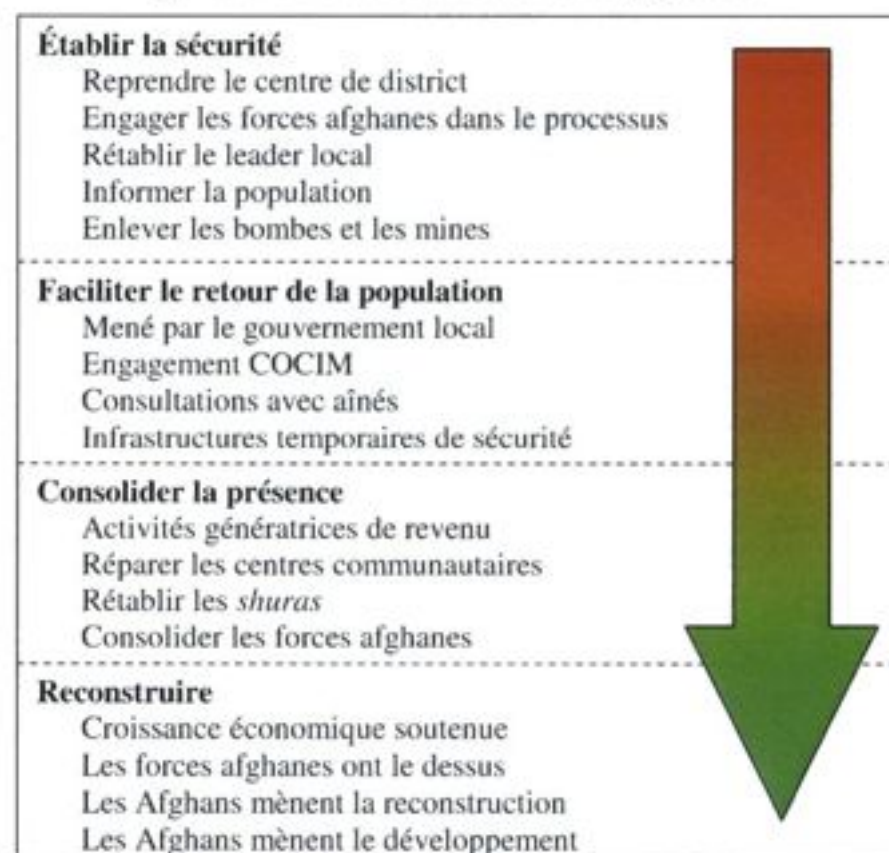 Établir la sécurité
Reprendre le centre de district
Engager les forces afghanes dans le processus
Rétablir le leader local
Informer la population
Enlever les bombes et les mines
Faciliter le retour de la population
Mené par le gouvernement local
Engagement COCIM
Consultations avec aînés
Infrastructures temporaires de sécurité
Consolider la présence
Activités génératrices de revenu
Réparer les centres communautaires
Rétablir les shuras
Consolider les forces afghanes
Reconstruire
Croissance économique soutenue
Les forces afghanes ont le dessus
Les Afghans mènent la reconstruction
Les Afghans mènent le développement